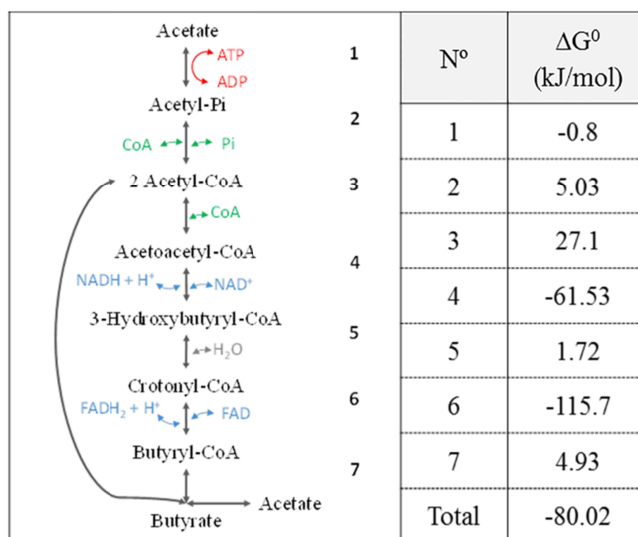 Acetate
1
ATP
ADP
Acetyl-Pi
2
CoA Pi
2 Acetyl-CoA
3
CoA
Acetoacetyl-CoA
4
NADH + H⁺ NAD⁺
3-Hydroxybutyryl-CoA
5
H₂O
Crotonyl-CoA
6
FADH₂ + H⁺ FAD
Butyryl-CoA
7
Acetate
Butyrate
Nº ΔG⁰ (kJ/mol)
1 -0.8
2 5.03
3 27.1
4 -61.53
5 1.72
6 -115.7
7 4.93
Total -80.02